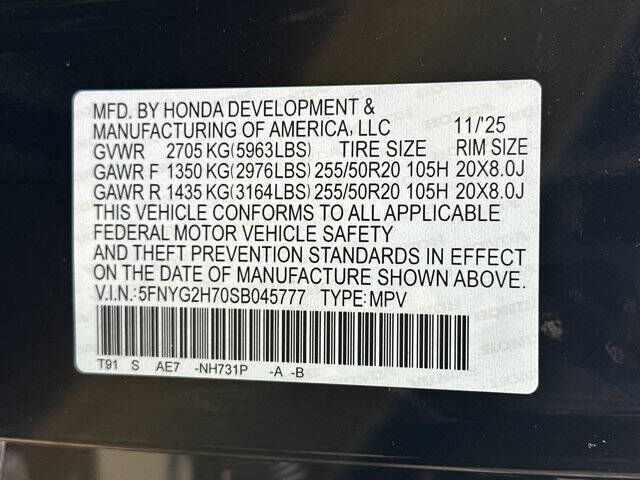 MFD. BY HONDA DEVELOPMENT &
MANUFACTURING OF AMERICA, LLC 11/'25
GVWR 2705 KG(5963LBS) TIRE SIZE RIM SIZE
GAWR F 1350 KG(2976LBS) 255/50R20 105H 20X8.0J
GAWR R 1435 KG(3164LBS) 255/50R20 105H 20X8.0J
THIS VEHICLE CONFORMS TO ALL APPLICABLE
FEDERAL MOTOR VEHICLE SAFETY
AND THEFT PREVENTION STANDARDS IN EFFECT
ON THE DATE OF MANUFACTURE SHOWN ABOVE.
V.I.N.:5FNYG2H70SB045777 TYPE:MPV
T91 S AE7 -NH731P -A -B